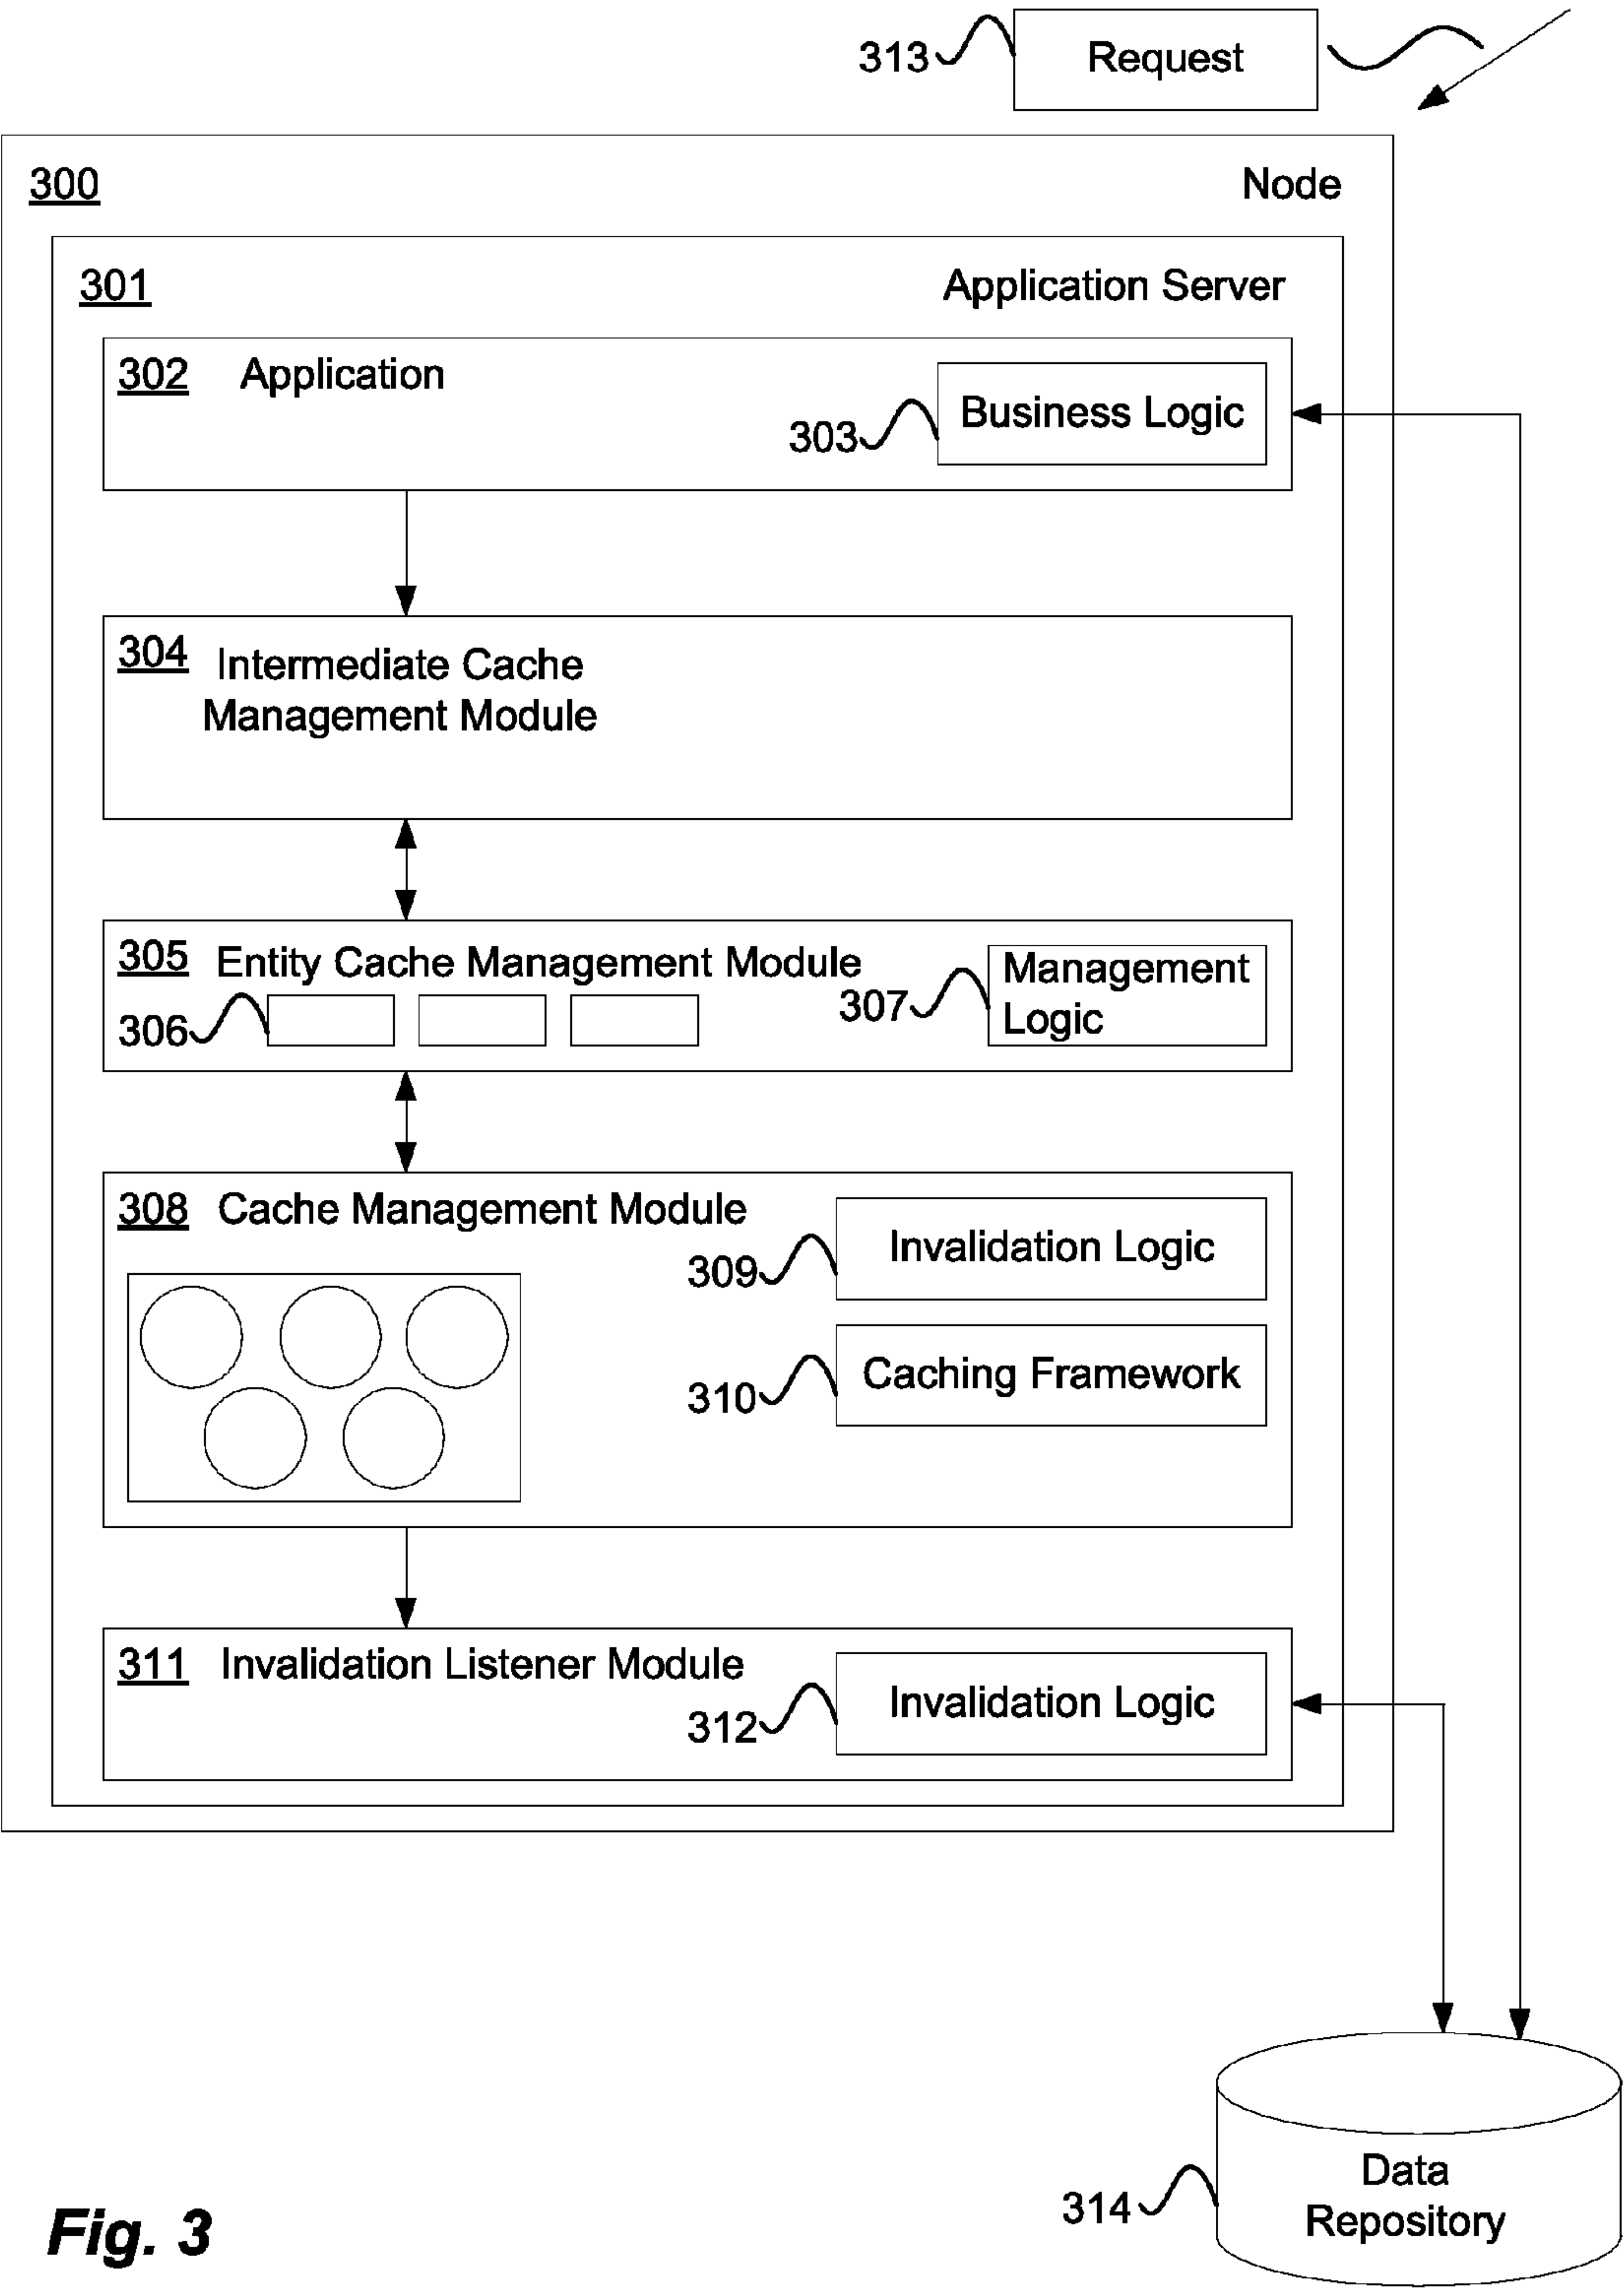 313 Request
300 Node
301 Application Server
302 Application
303 Business Logic
304 Intermediate Cache
Management Module
305 Entity Cache Management Module
306
307 Management
Logic
308 Cache Management Module
309 Invalidation Logic
310 Caching Framework
311 Invalidation Listener Module
312 Invalidation Logic
314 Data
Repository
Fig. 3